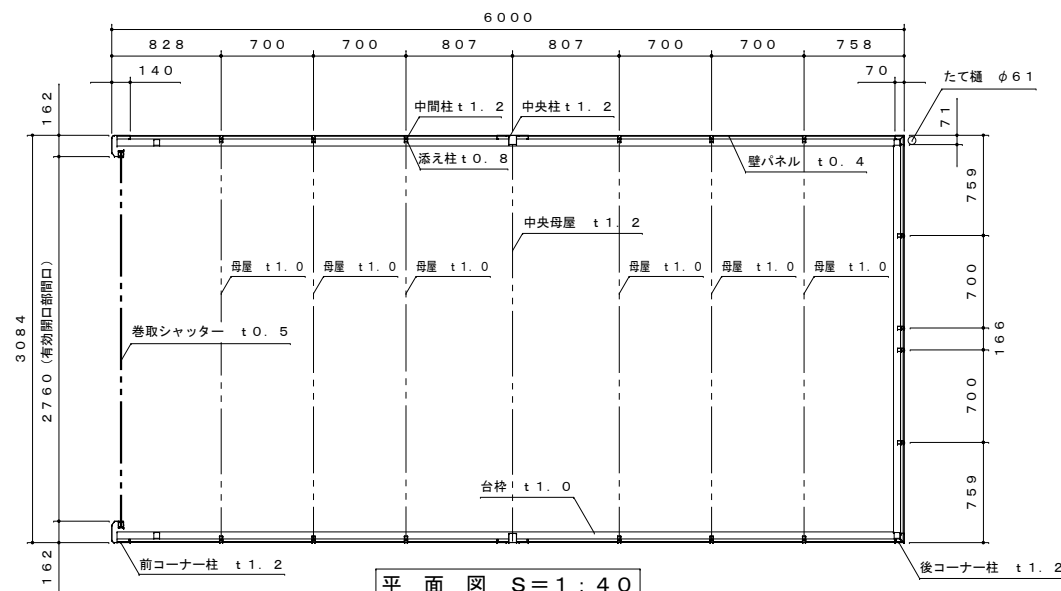 ６０００
８２８ ７００ ７００ ８０７ ８０７ ７００ ７００ ７５８
１４０ ７０ たて樋 φ６１
１６２
７１
中間柱ｔ１．２ 中央柱ｔ１．２
添え柱ｔ０．８ 壁パネル ｔ０．４
７５９
中央母屋 ｔ１．２
母屋 ｔ１．０ 母屋 ｔ１．０ 母屋 ｔ１．０ 母屋 ｔ１．０ 母屋 ｔ１．０ 母屋 ｔ１．０
７００
３０８４
２７６０（有効開口部間口）
巻取シャッター ｔ０．５
１６６
７００
７５９
台枠 ｔ１．０
１６２
前コーナー柱 ｔ１．２ 後コーナー柱 ｔ１．２
平 面 図 Ｓ＝１：４０